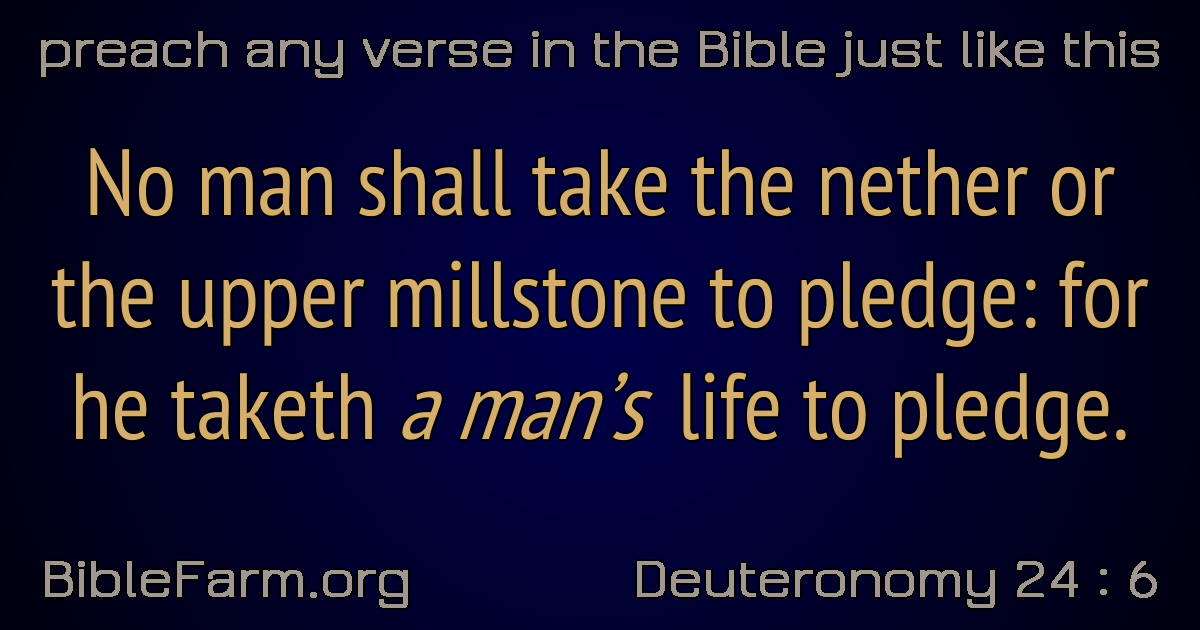 preach any verse in the Bible just like this
No man shall take the nether or
the upper millstone to pledge: for
he taketh a man’s life to pledge.
BibleFarm.org
Deuteronomy 24 : 6